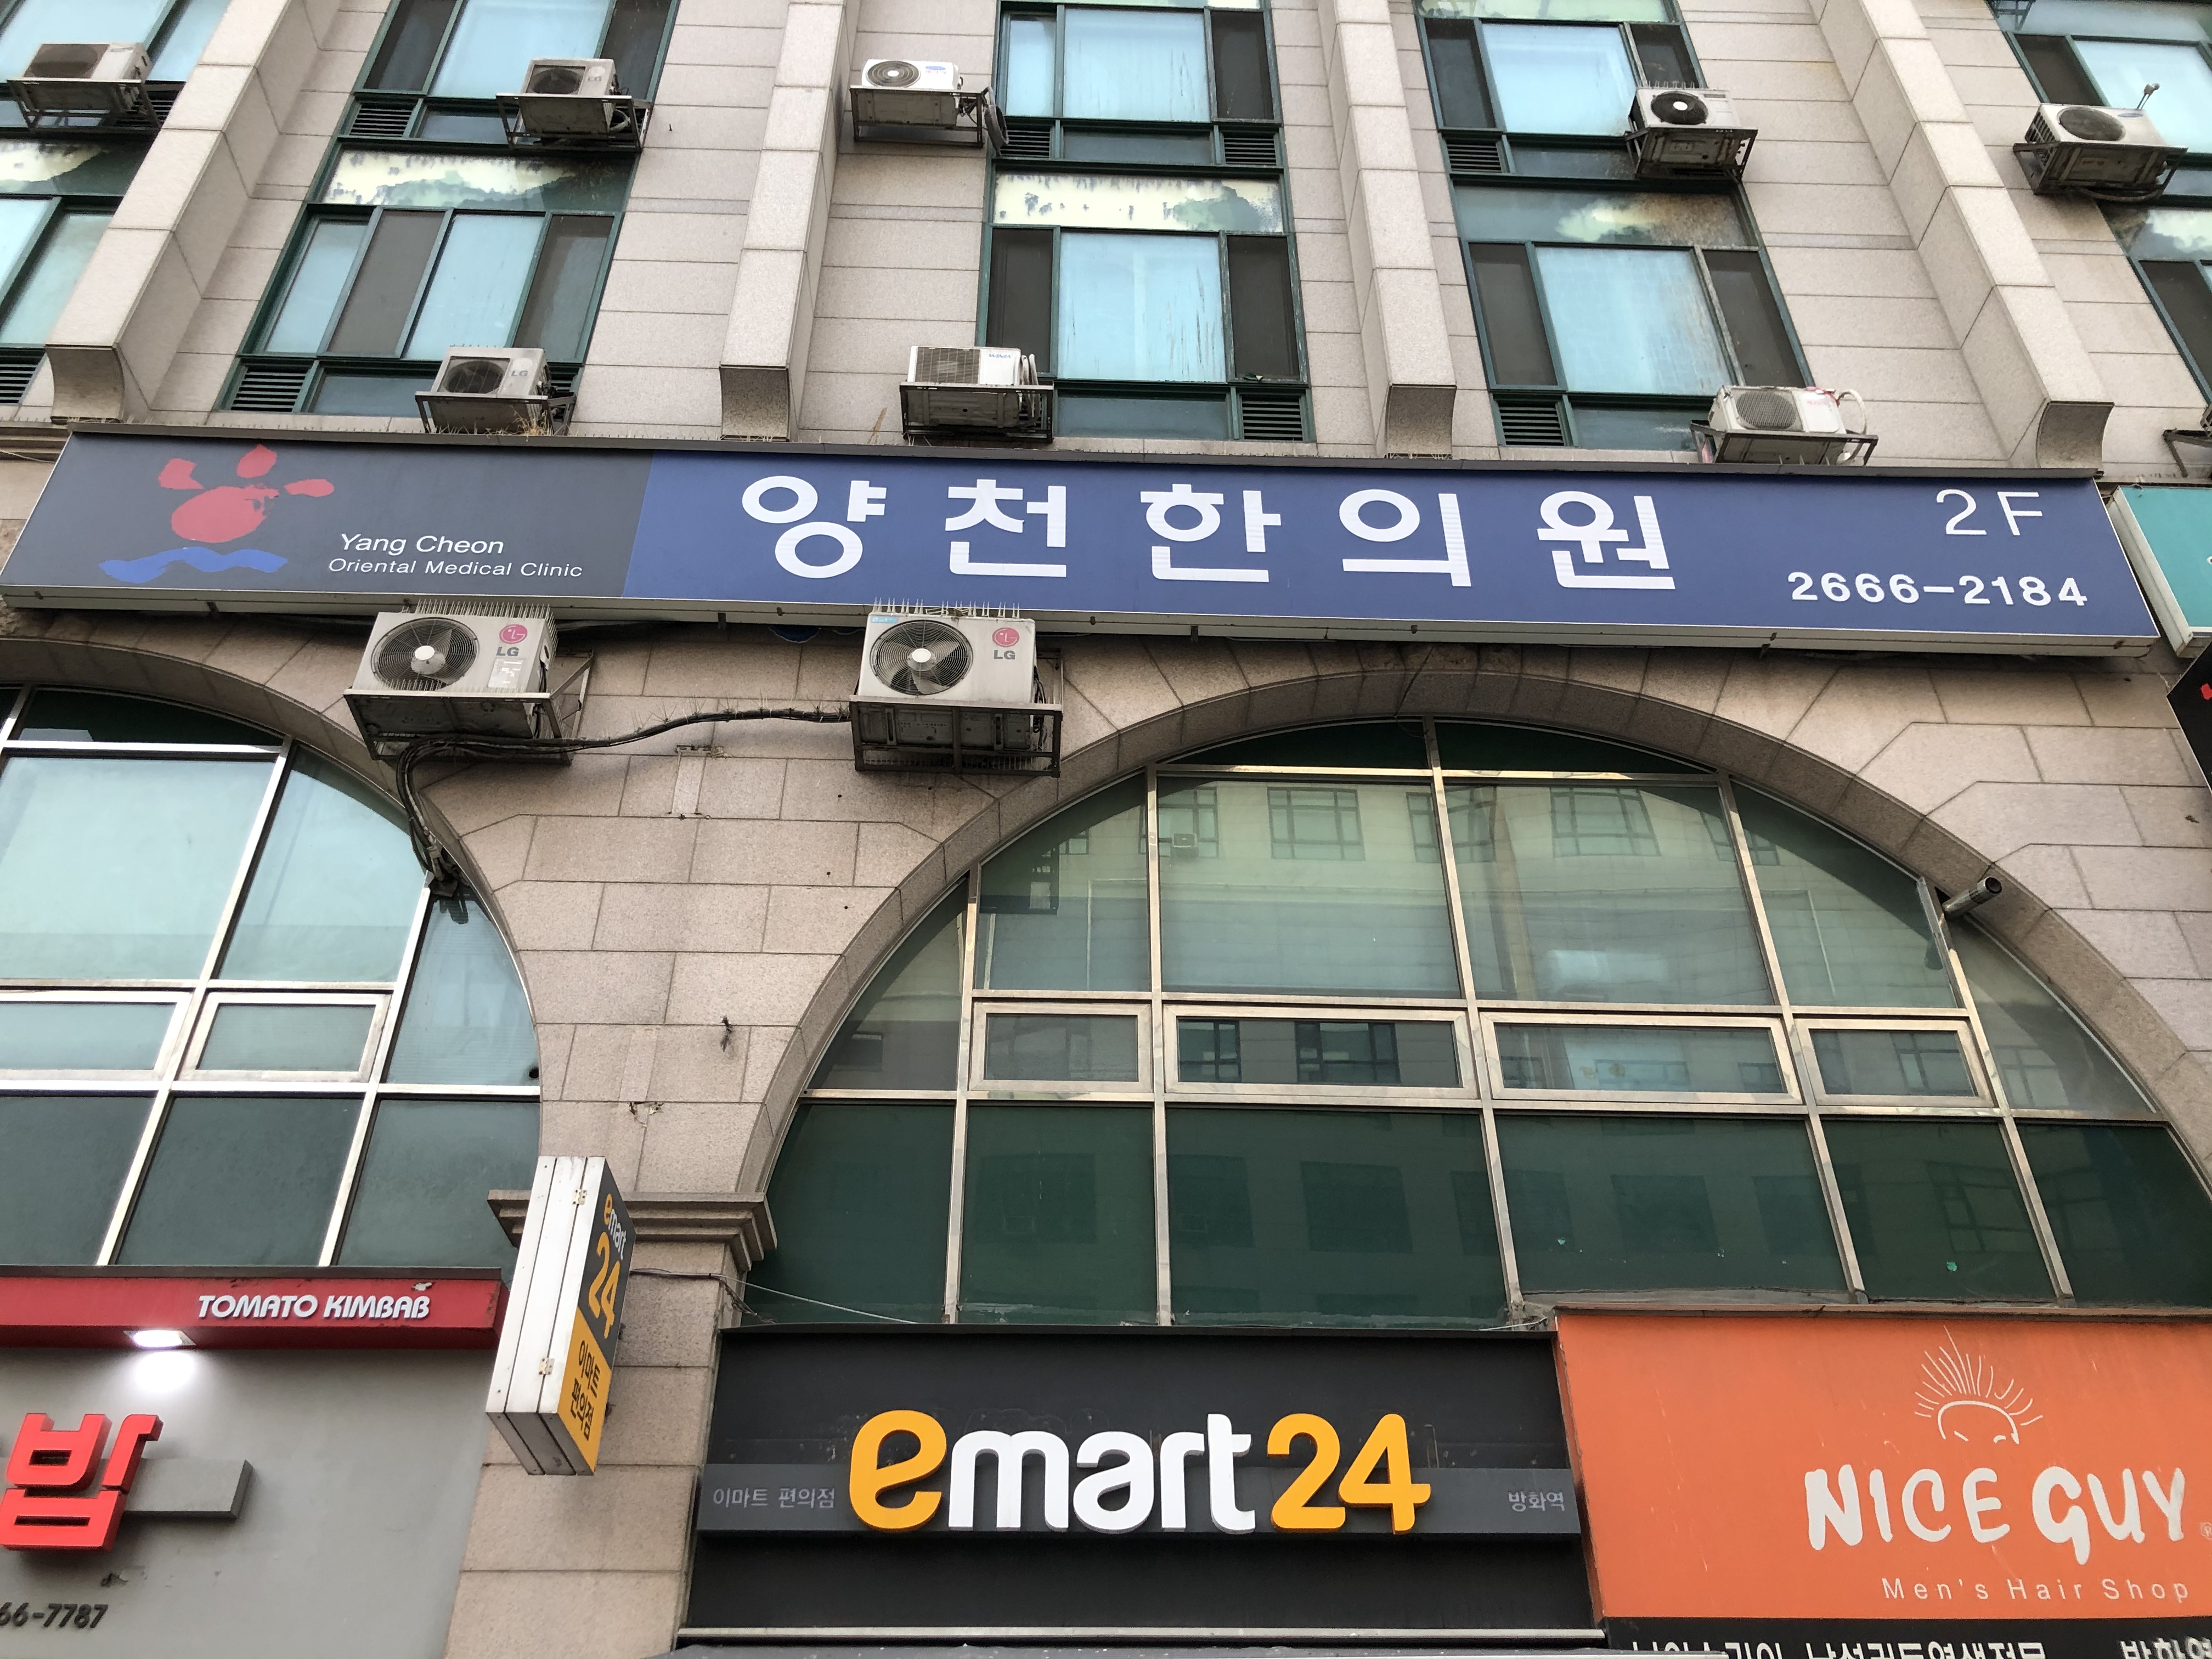 Yang Cheon
Oriental Medical Clinic
양천한의원
2F
2666-2184
LG
LG
LG
TOMATO KIMBAB
밥
66-7787
emart
24
이마트
편의점
이마트 편의점
emart24
방화역
NICE GUY
Men's Hair Shop